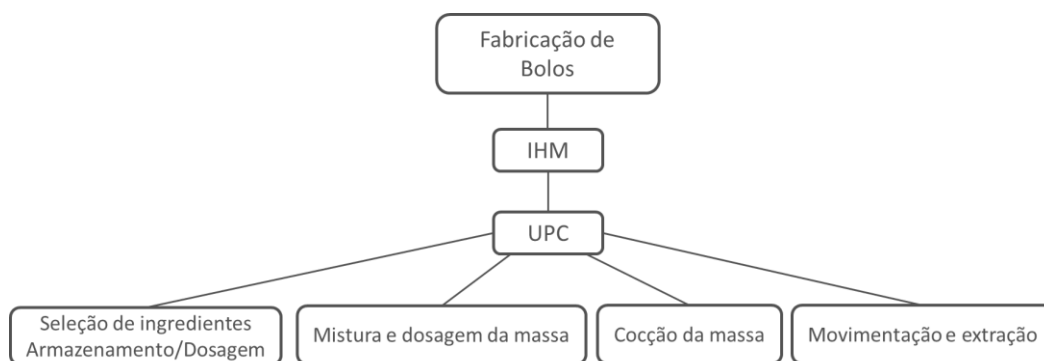 Fabricação de
Bolos
IHM
UPC
Seleção de ingredientes
Armazenamento/Dosagem
Mistura e dosagem da massa
Cocção da massa
Movimentação e extração